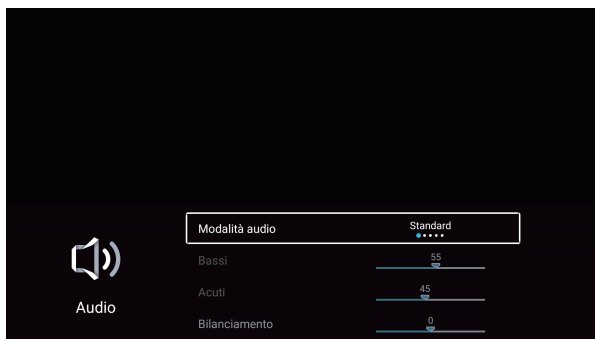 Modalità audio
Standard
Bassi
55
Acuti
45
Audio
Bilanciamento
0